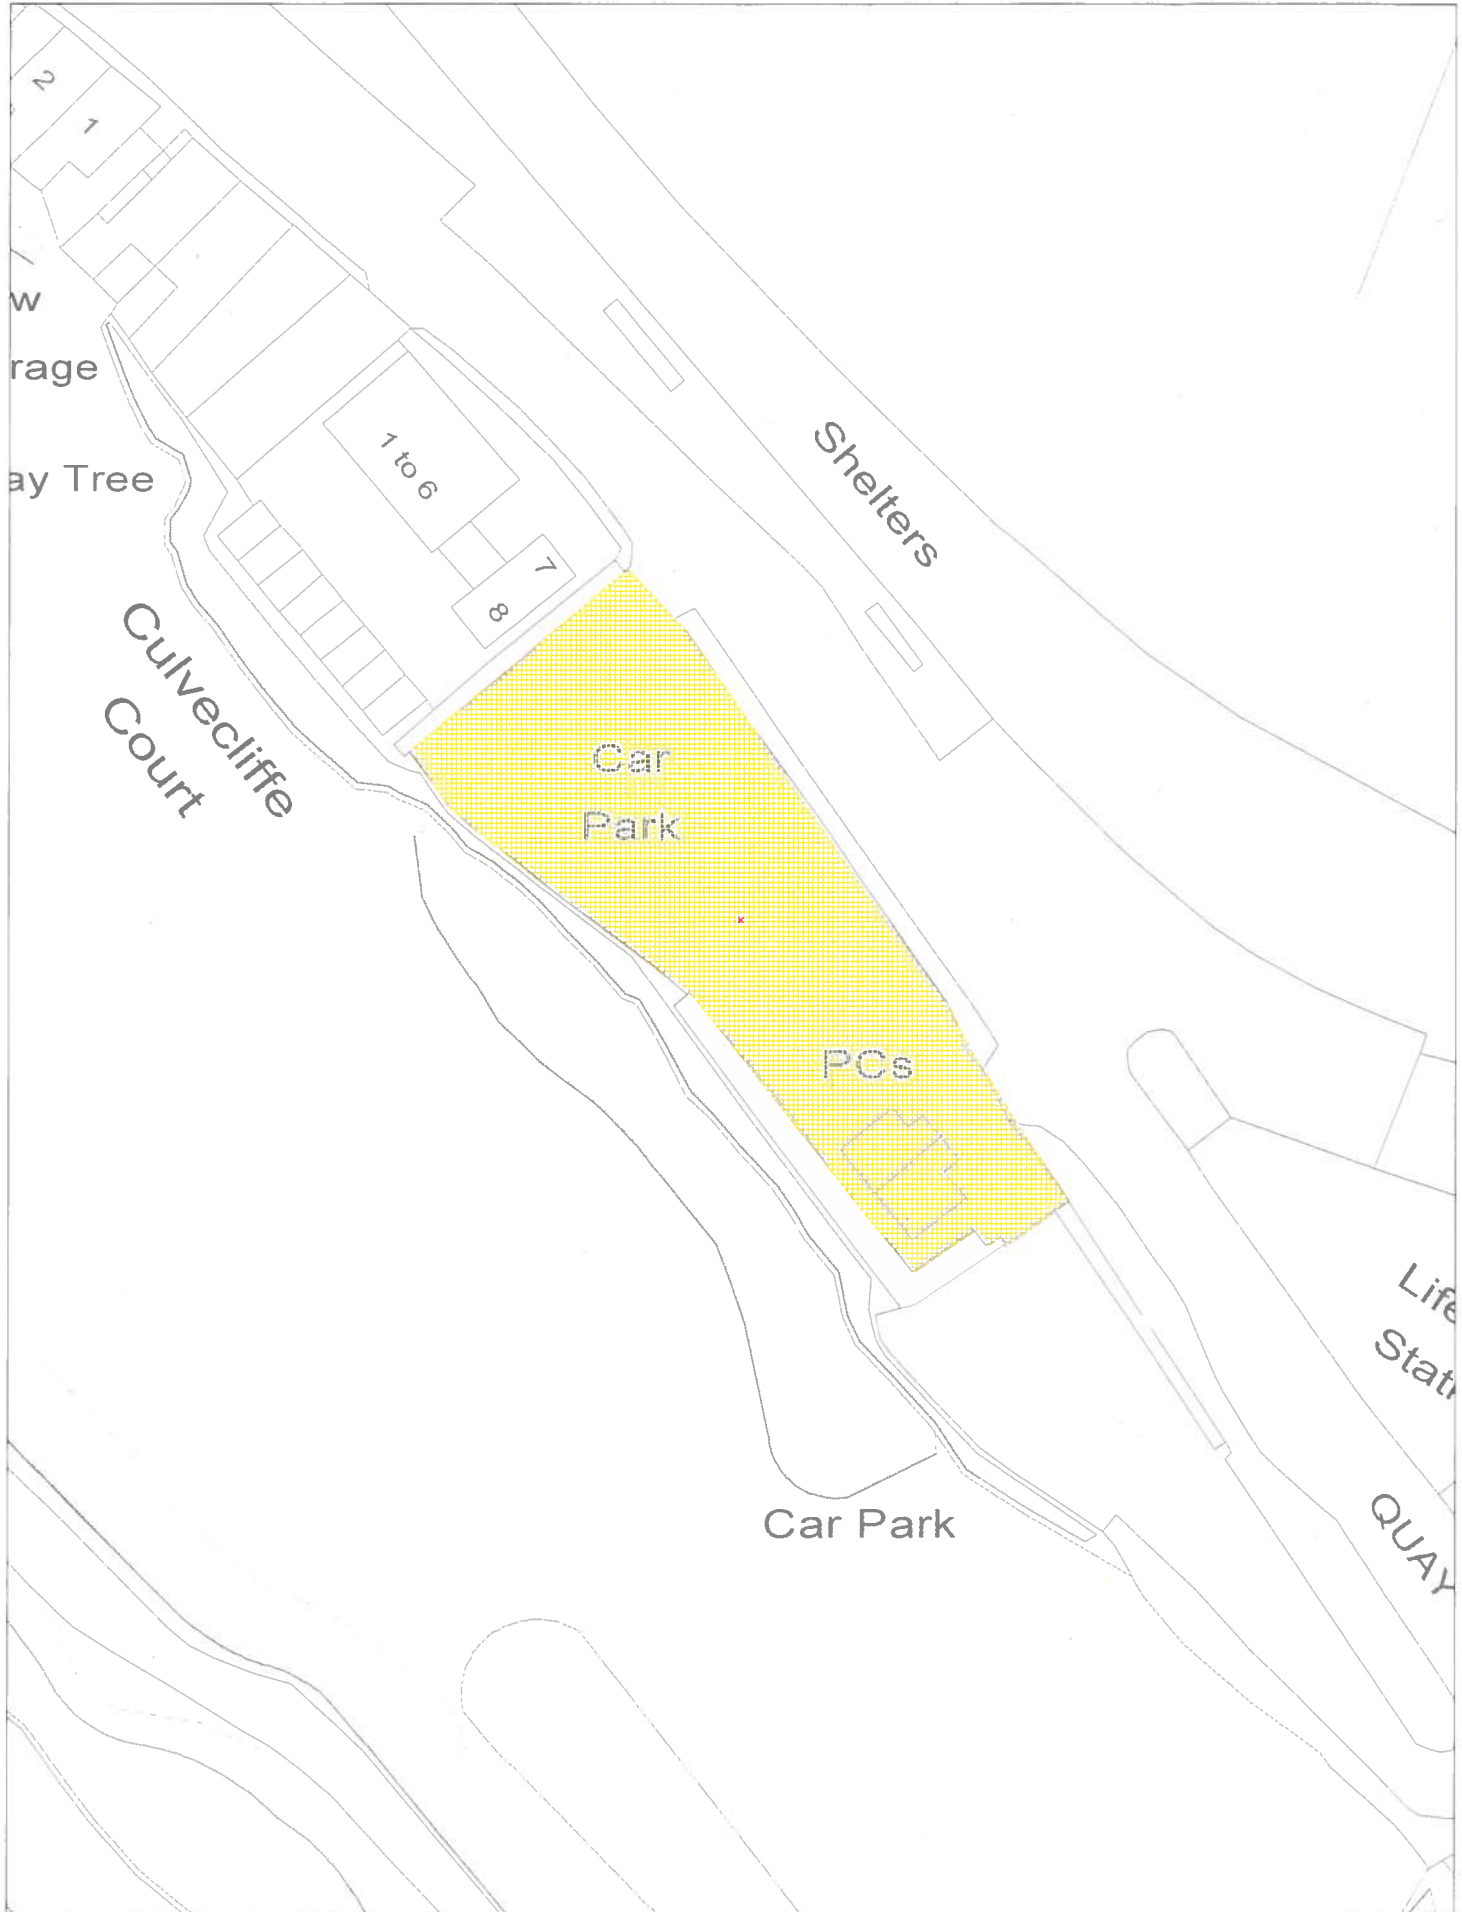 2
1
w
rage
ay Tree
1 to 6
7
8
Shelters
Culvecliffe
Court
Car
Park
PCs
Life
Stati
QUAY
Car Park